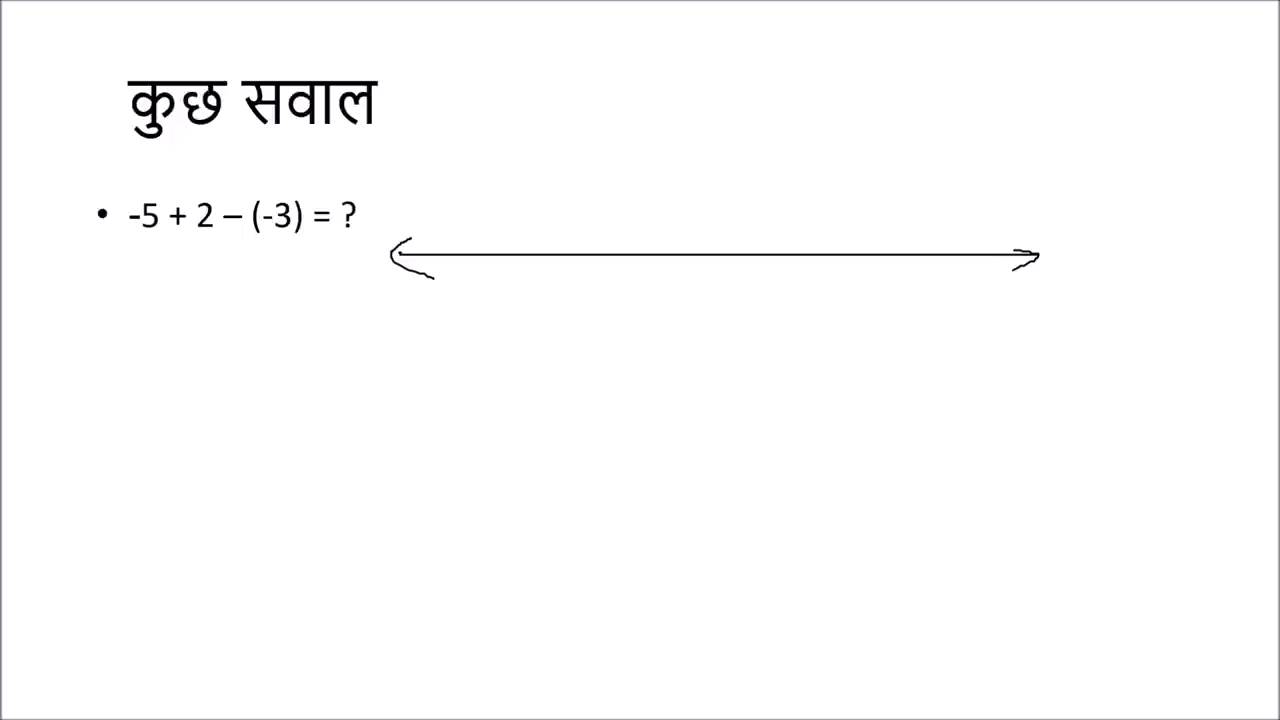 कुछ सवाल
• -5 + 2 – (-3) = ?